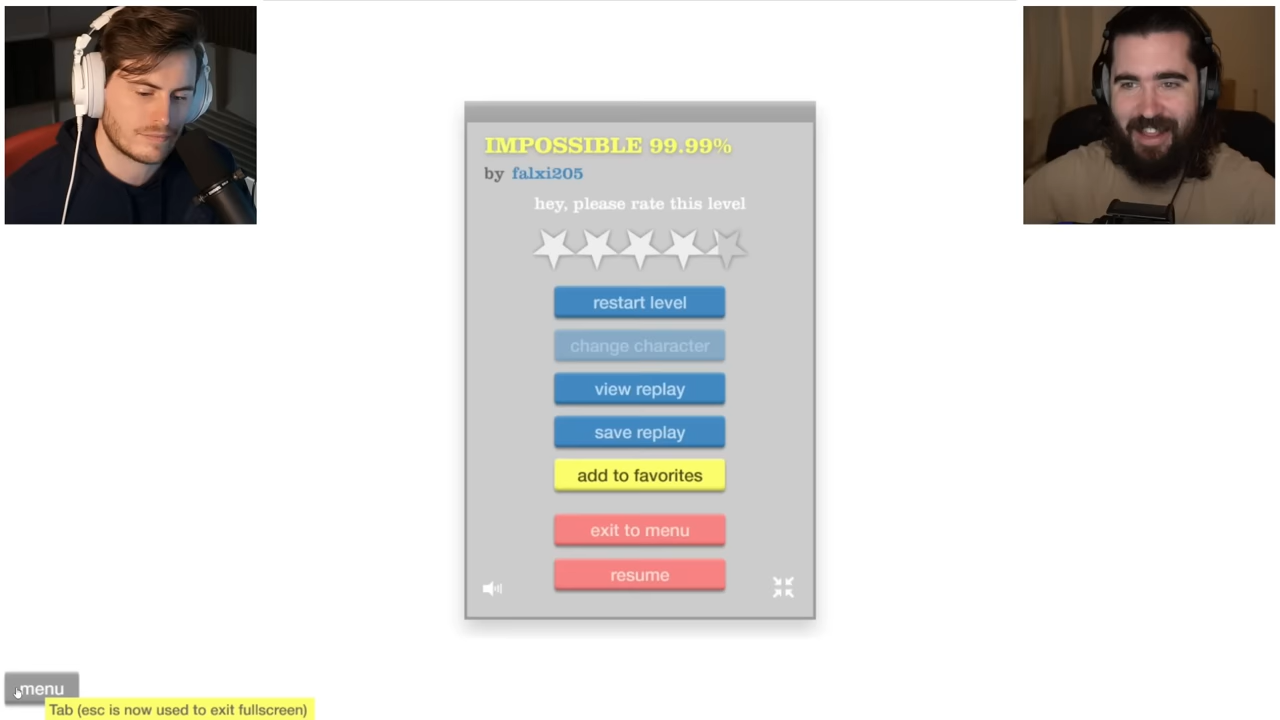 IMPOSSIBLE 99.99%
by falxi205
hey, please rate this level
restart level
change character
view replay
save replay
add to favorites
exit to menu
resume
menu
Tab (esc is now used to exit fullscreen)